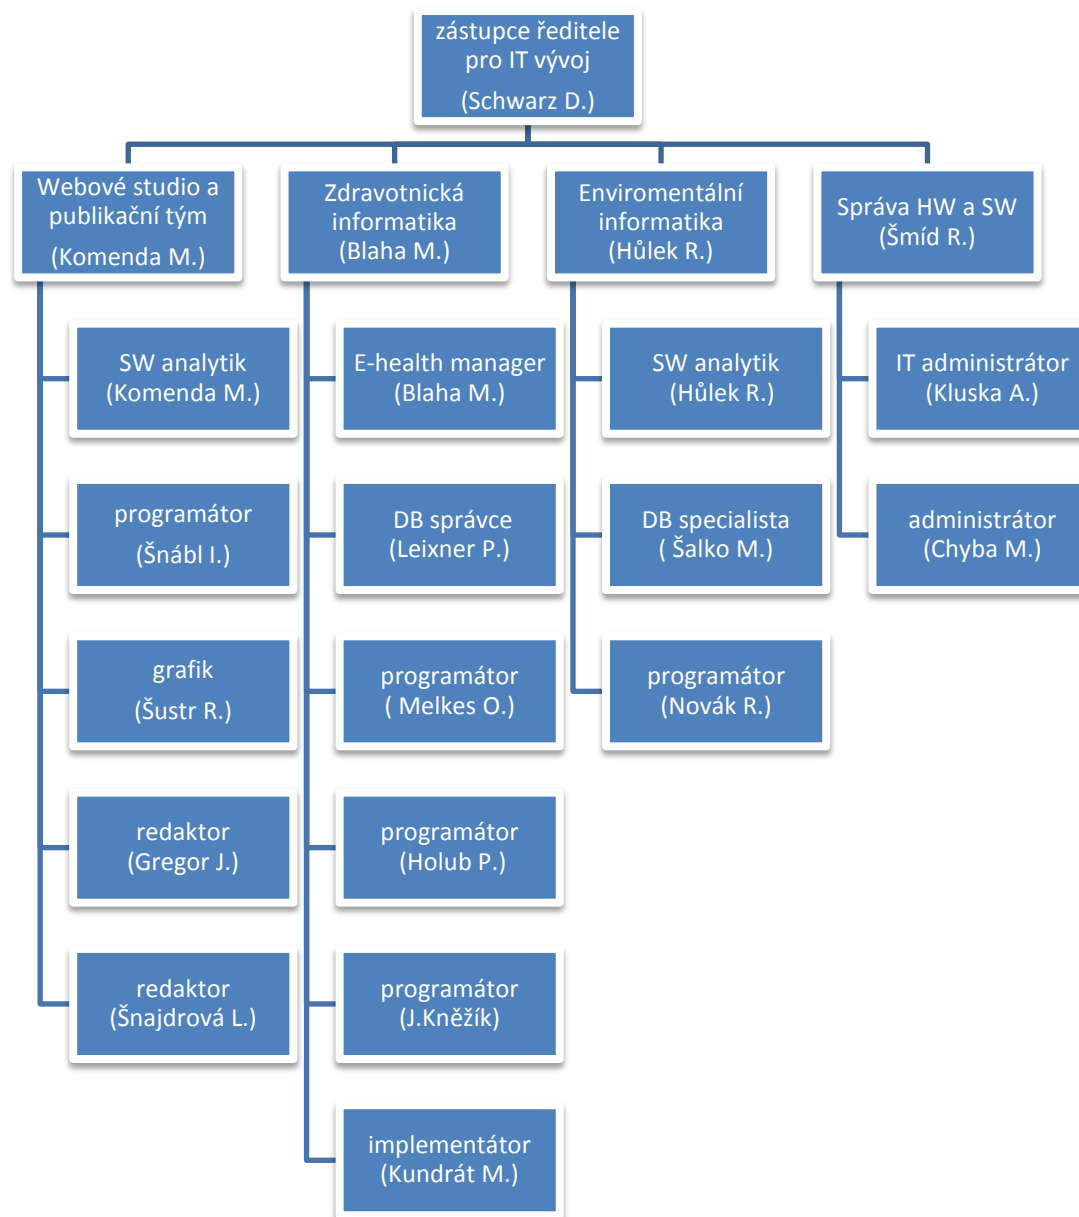 zástupce ředitele
pro IT vývoj
(Schwarz D.)
Webové studio a
publikační tým
(Komenda M.)
Zdravotnická
informatika
(Blaha M.)
Enviromentální
informatika
(Hůlek R.)
Správa HW a SW
(Šmíd R.)
SW analytik
(Komenda M.)
E-health manager
(Blaha M.)
SW analytik
(Hůlek R.)
IT administrátor
(Kluska A.)
programátor
(Šnábl I.)
DB správce
(Leixner P.)
DB specialista
( Šalko M.)
administrátor
(Chyba M.)
grafik
(Šustr R.)
programátor
( Melkes O.)
programátor
(Novák R.)
redaktor
(Gregor J.)
programátor
(Holub P.)
redaktor
(Šnajdrová L.)
programátor
(J.Kněžík)
implementátor
(Kundrát M.)